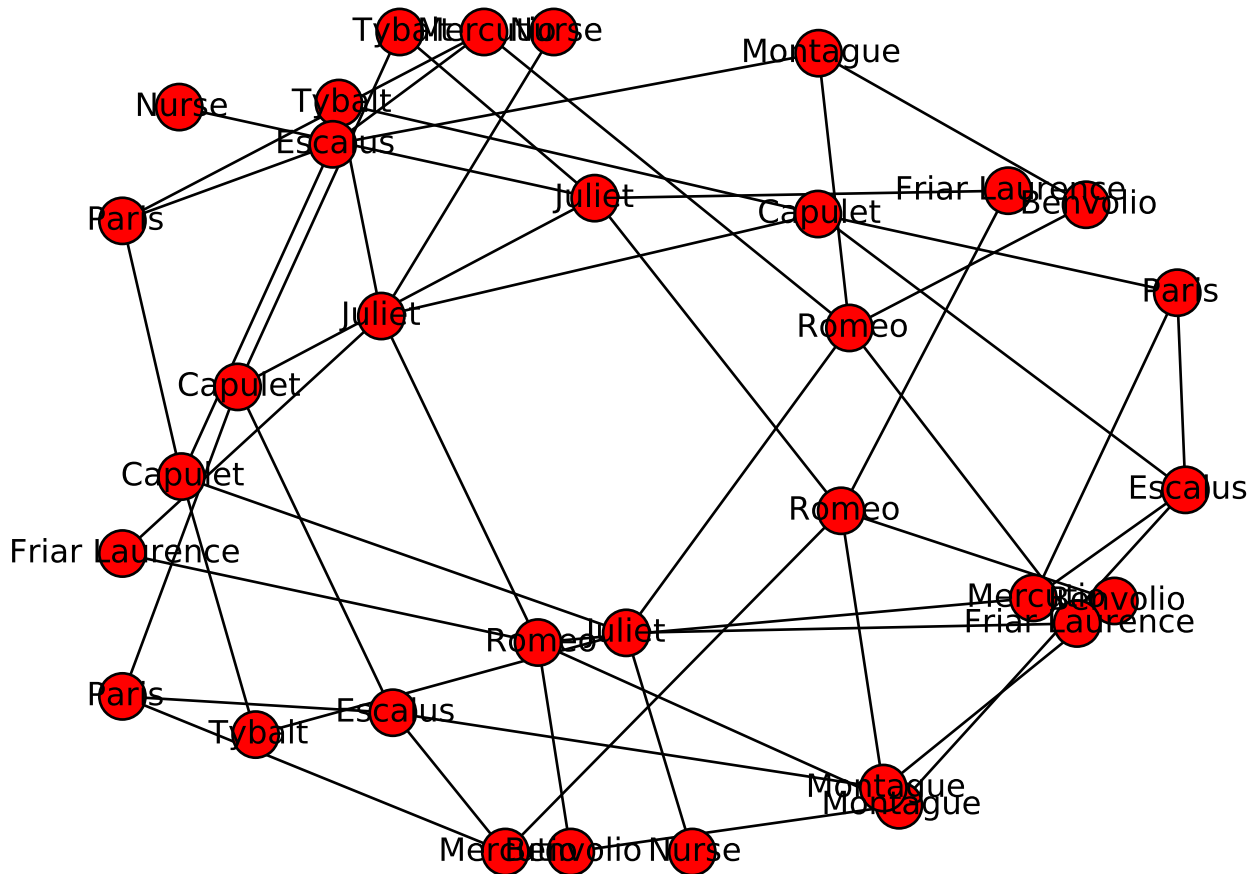 Tybalt
Mercutio
Nurse
Montague
Nurse
Tybalt
Escalus
Friar Laurence
Juliet
Benvolio
Paris
Capulet
Paris
Juliet
Romeo
Capulet
Capulet
Escalus
Romeo
Friar Laurence
Mercutio
Benvolio
Friar Laurence
Juliet
Romeo
Paris
Escalus
Tybalt
Montague
Montague
Mercutio
Benvolio
Nurse